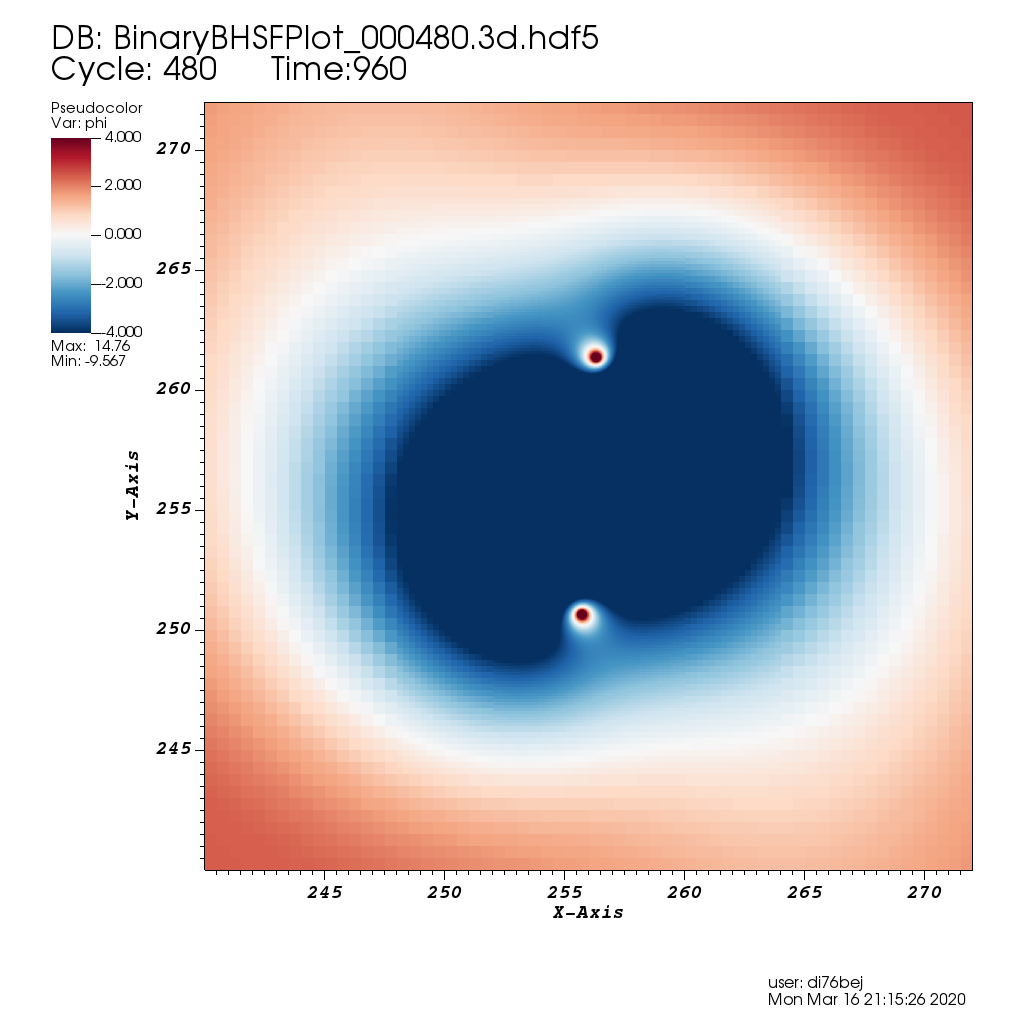 DB: BinaryBHSFPlot_000480.3d.hdf5
Cycle: 480 Time:960
Pseudocolor
Var: phi
4.000
2.000
0.000
-2.000
-4.000
Max: 14.76
Min: -9.567
270
265
260
255
250
245
Y-Axis
245 250 255 260 265 270
X-Axis
user: di76bej
Mon Mar 16 21:15:26 2020